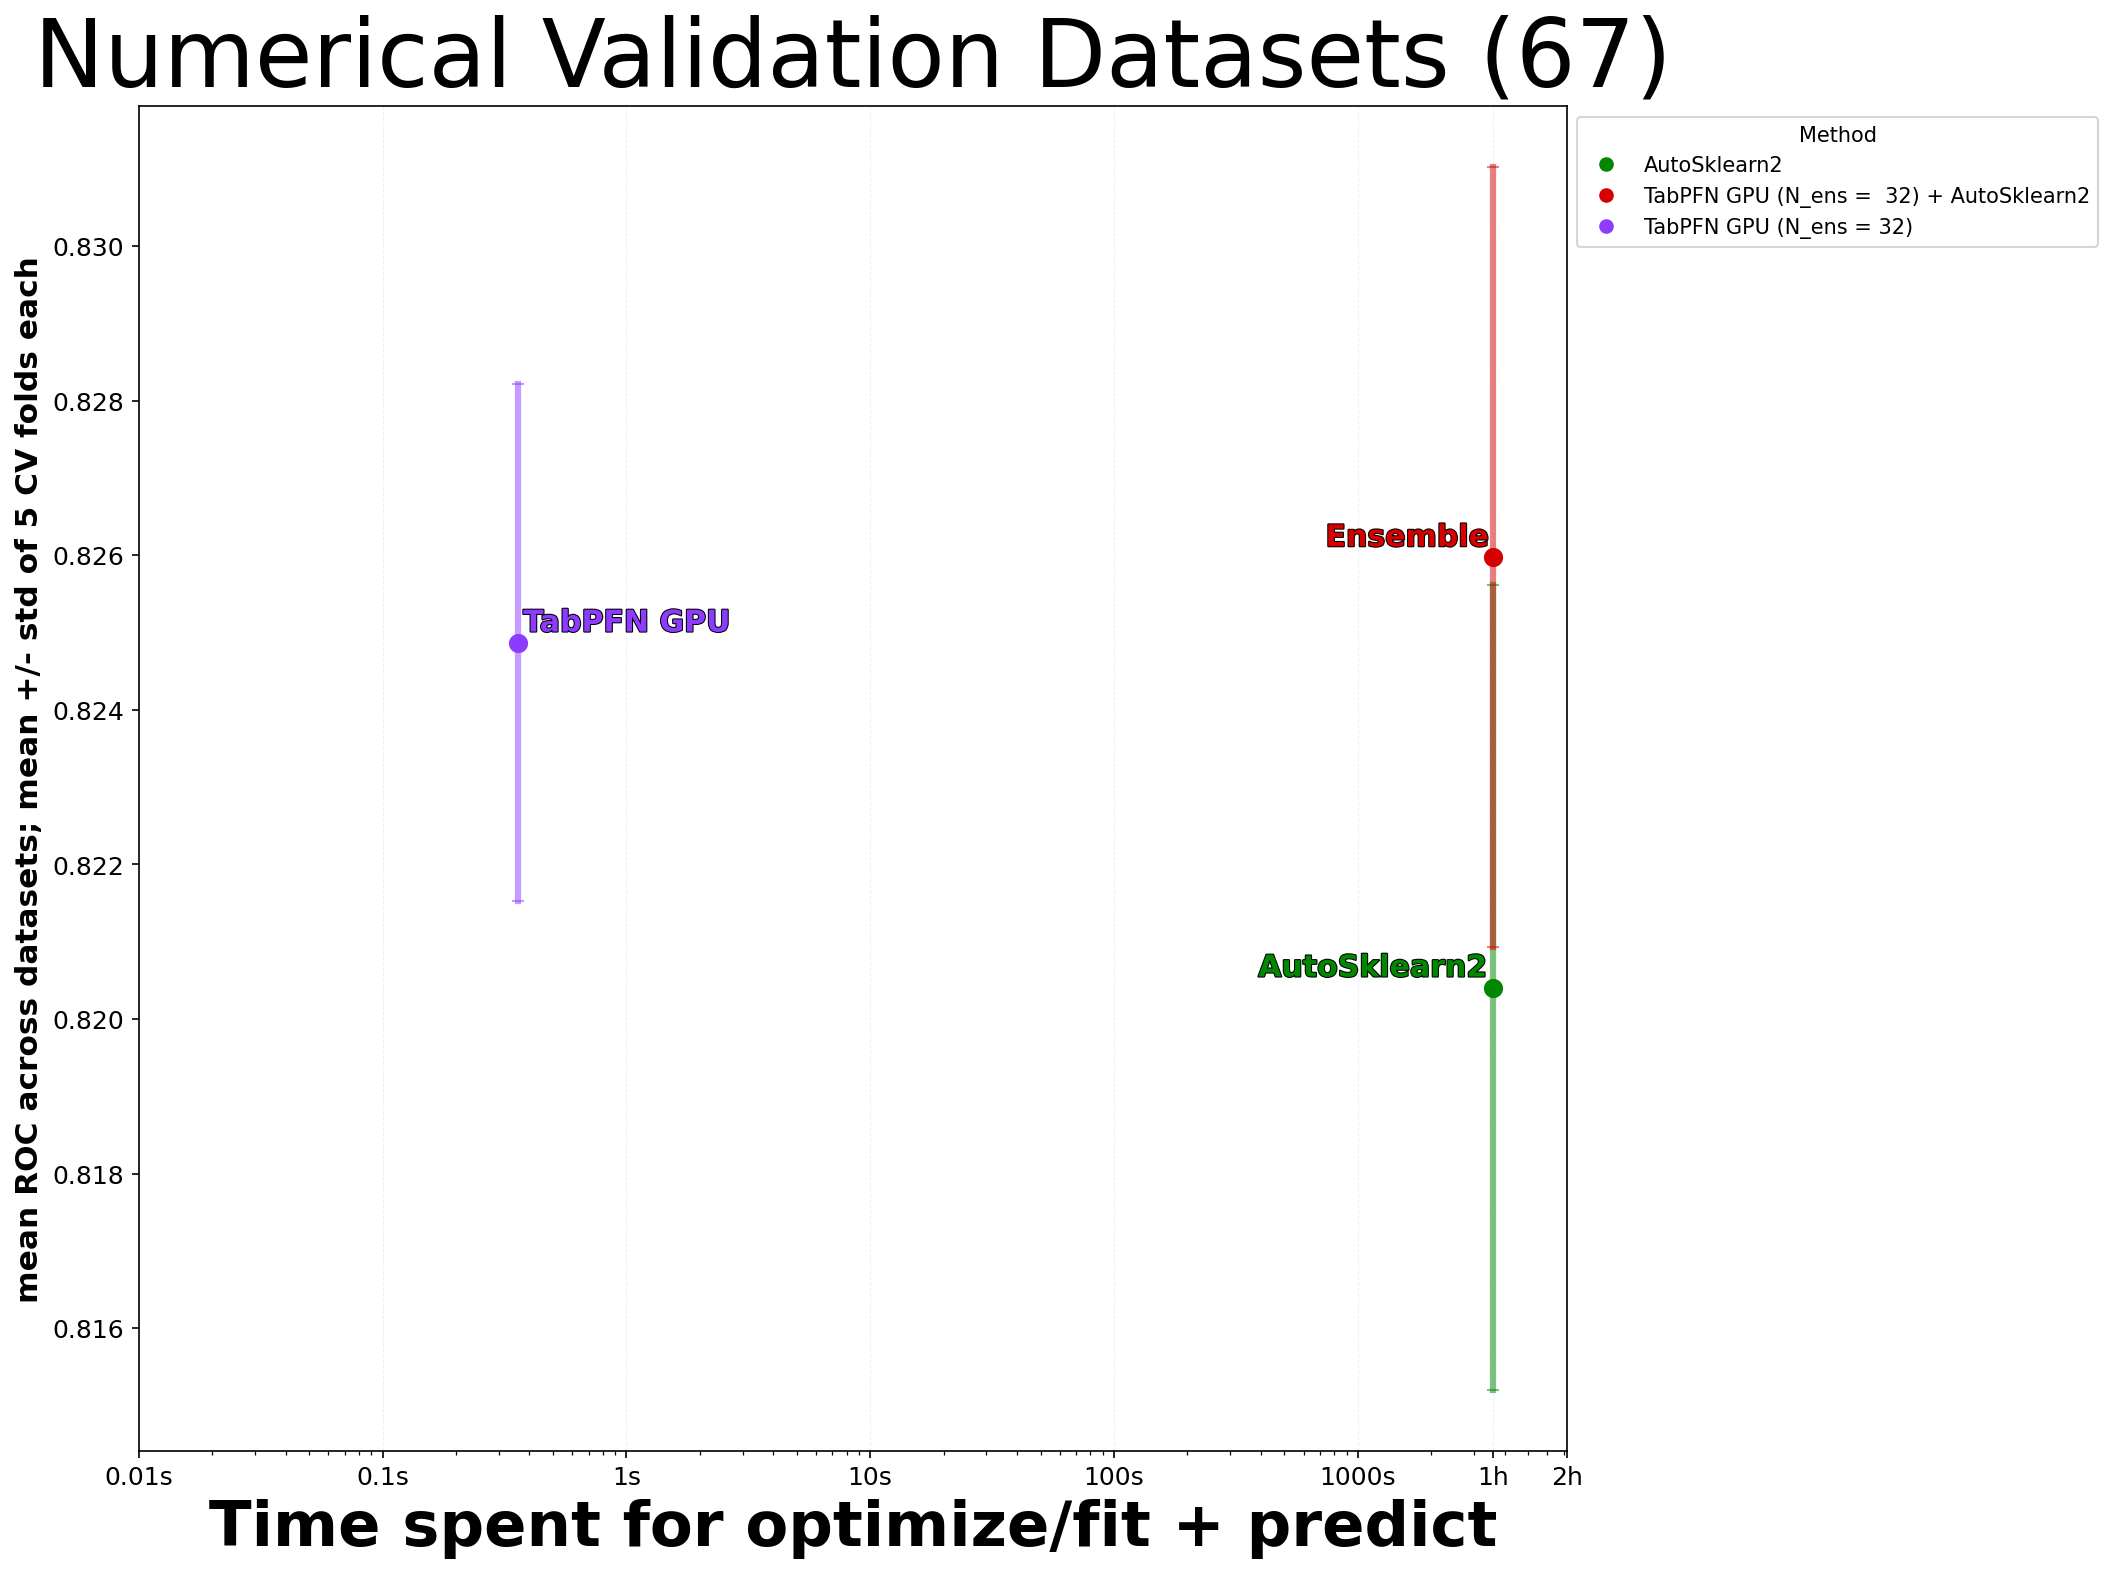 Numerical Validation Datasets (67)
Method
AutoSklearn2
TabPFN GPU (N_ens =  32) + AutoSklearn2
TabPFN GPU (N_ens = 32)
mean ROC across datasets; mean +/- std of 5 CV folds each
0.830
0.828
0.826
0.824
0.822
0.820
0.818
0.816
Ensemble
TabPFN GPU
AutoSklearn2
0.01s 0.1s 1s 10s 100s 1000s 1h 2h
Time spent for optimize/fit + predict